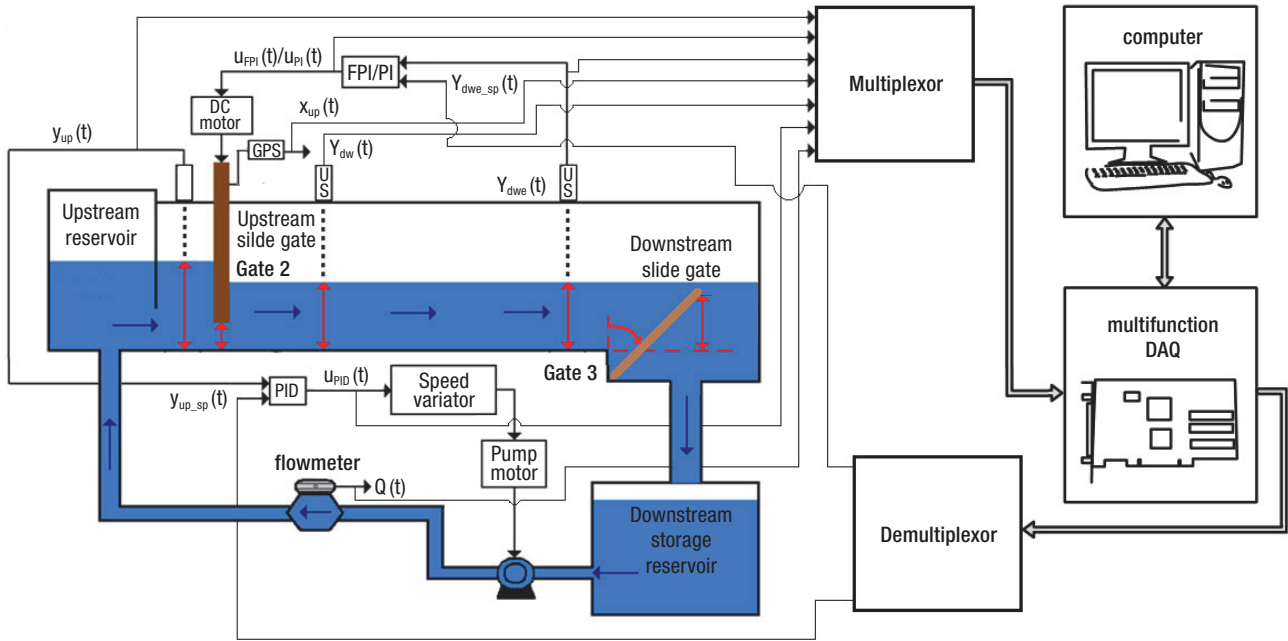 computer
Multiplexor
u_FPI (t)/u_PI (t)
FPI/PI
Y_dwe_sp (t)
DC
motor
x_up (t)
y_up (t)
GPS
Y_dw (t)
US
Y_dwe (t)
US
Upstream
reservoir
Upstream
silde gate
Gate 2
Downstream
slide gate
Gate 3
multifunction
DAQ
y_up_sp (t)
PID
u_PID (t)
Speed
variator
Pump
motor
flowmeter
Q (t)
Downstream
storage
reservoir
Demultiplexor